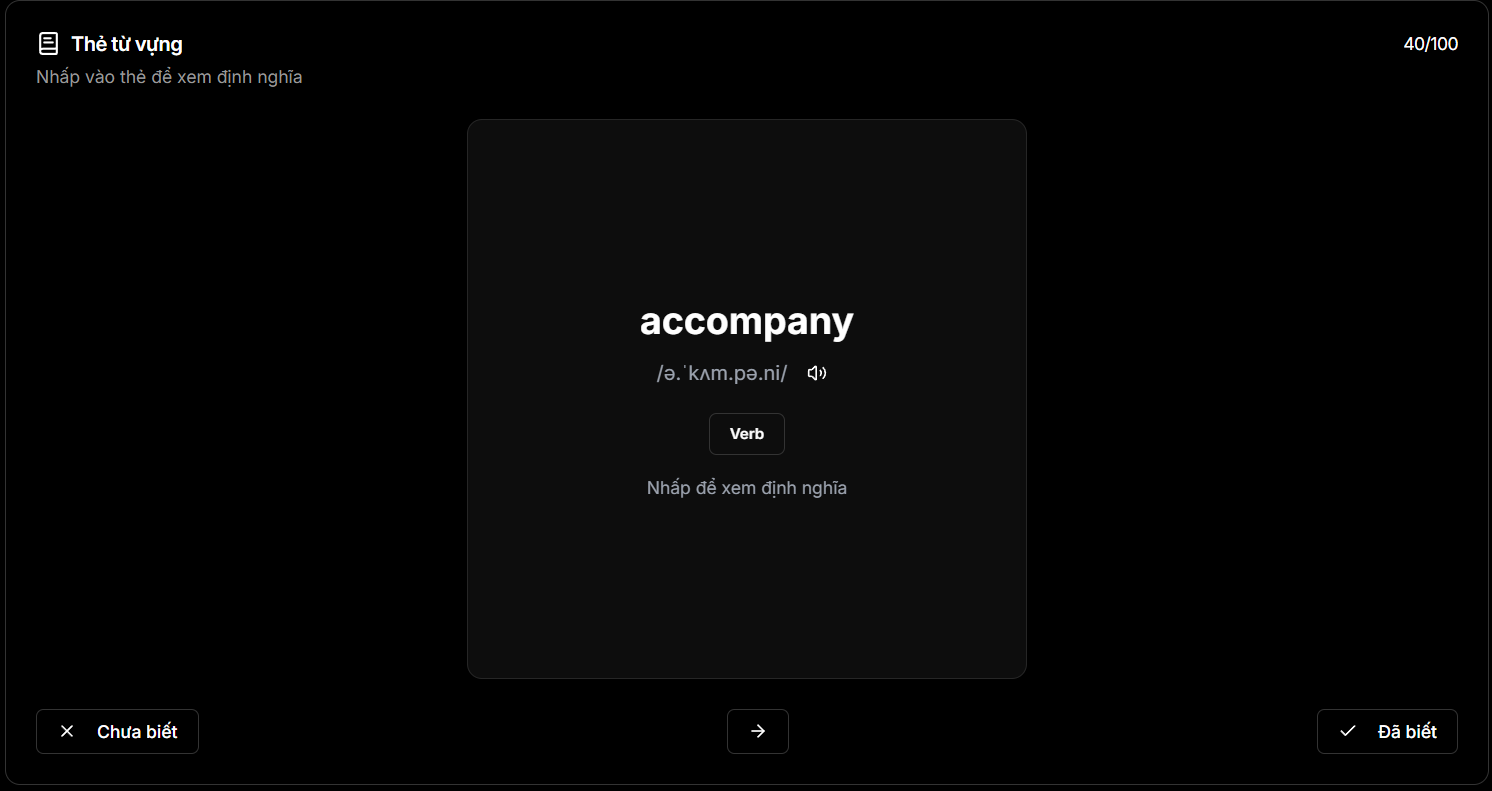 Thẻ từ vựng
40/100
Nhấp vào thẻ để xem định nghĩa
accompany
/ə.ˈkʌm.pə.ni/
Verb
Nhấp để xem định nghĩa
Chưa biết
Đã biết